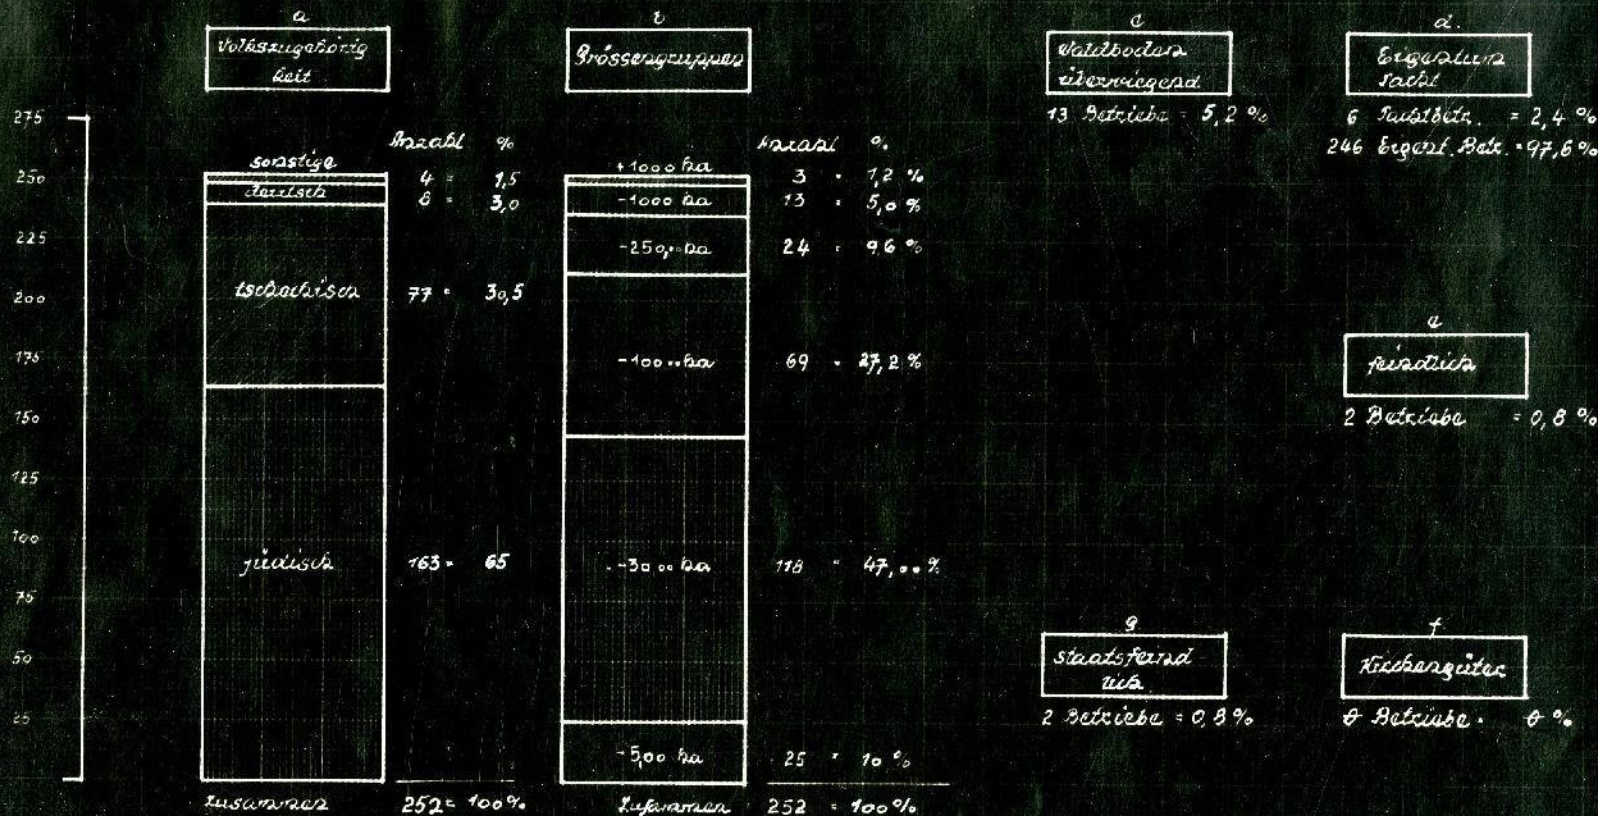 a
Volkszugehörig
keit
b
Grössengruppen
c
Waldboden
überwiegend
13 Betriebe = 5,2 %
d.
Eigentum
Pacht
6 Pachtbetr. = 2,4 %
246 Eigent. Betr. = 97,6 %
275
250
225
200
175
150
125
100
75
50
25
Anzahl %
sonstige 4 = 1,5
deutsch 8 = 3,0
tschechisch 77 = 30,5
jüdisch 163 = 65
zusammen 252 = 100%
Anzahl %
+1000 ha 3 = 1,2 %
-1000 ha 13 = 5,0 %
-250,00 ha 24 = 9,6 %
-100.00 ha 69 = 27,2 %
-30.00 ha 118 = 47,00 %
-5,00 ha 25 = 10 %
Zusammen 252 = 100%
e
feindlich
2 Betriebe = 0,8 %
g.
staatsfeind
lich
2 Betriebe = 0,8 %
f
Kirchengüter
0 Betriebe = 0 %